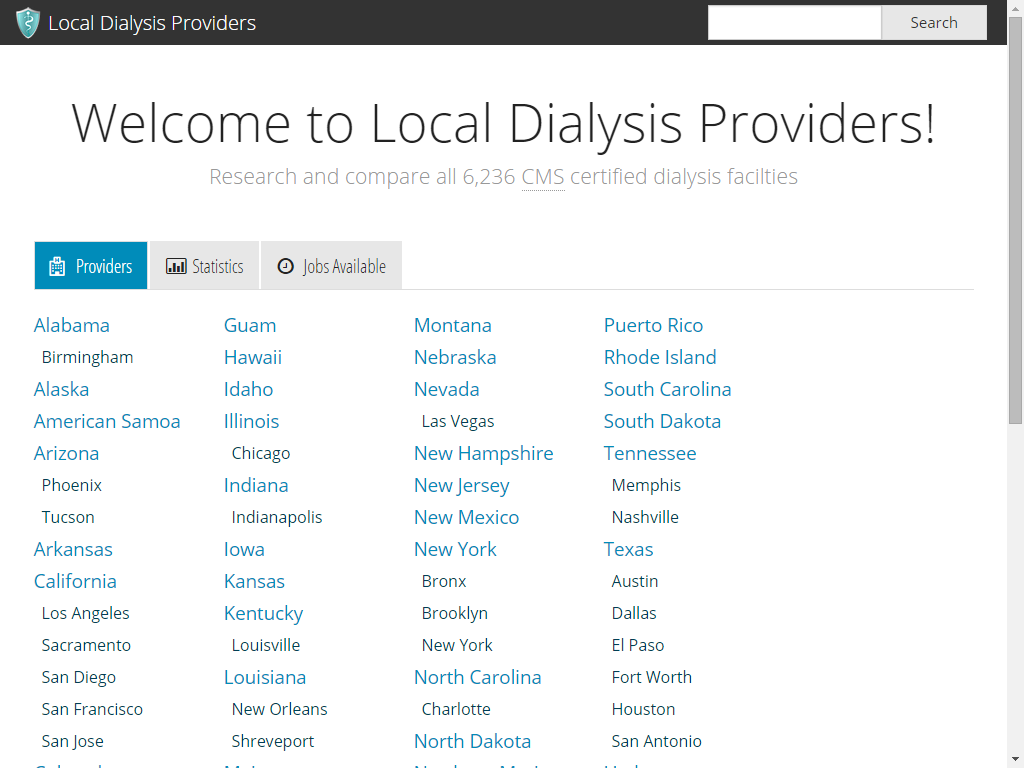 Local Dialysis Providers
Search
Welcome to Local Dialysis Providers!
Research and compare all 6,236 CMS certified dialysis facilties
Providers
Statistics
Jobs Available
Alabama
Birmingham
Alaska
American Samoa
Arizona
Phoenix
Tucson
Arkansas
California
Los Angeles
Sacramento
San Diego
San Francisco
San Jose
Guam
Hawaii
Idaho
Illinois
Chicago
Indiana
Indianapolis
Iowa
Kansas
Kentucky
Louisville
Louisiana
New Orleans
Shreveport
Montana
Nebraska
Nevada
Las Vegas
New Hampshire
New Jersey
New Mexico
New York
Bronx
Brooklyn
New York
North Carolina
Charlotte
North Dakota
Puerto Rico
Rhode Island
South Carolina
South Dakota
Tennessee
Memphis
Nashville
Texas
Austin
Dallas
El Paso
Fort Worth
Houston
San Antonio